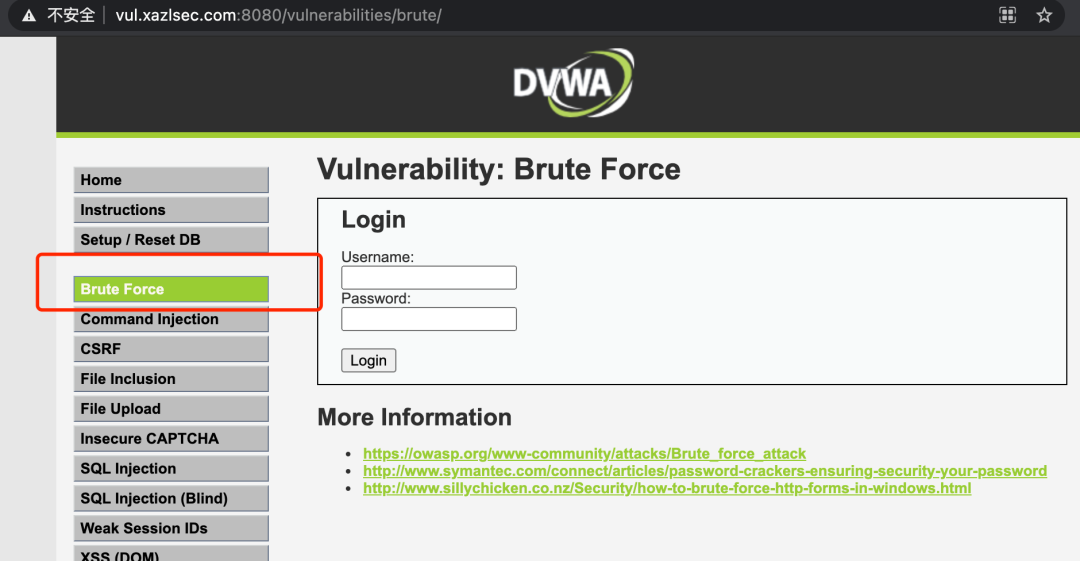 不安全 | vul.xazlsec.com:8080/vulnerabilities/brute/
DVWA
Home
Instructions
Setup / Reset DB
Brute Force
Command Injection
CSRF
File Inclusion
File Upload
Insecure CAPTCHA
SQL Injection
SQL Injection (Blind)
Weak Session IDs
XSS (DOM)
Vulnerability: Brute Force
Login
Username:
Password:
Login
More Information
• https://owasp.org/www-community/attacks/Brute_force_attack
• http://www.symantec.com/connect/articles/password-crackers-ensuring-security-your-password
• http://www.sillychicken.co.nz/Security/how-to-brute-force-http-forms-in-windows.html